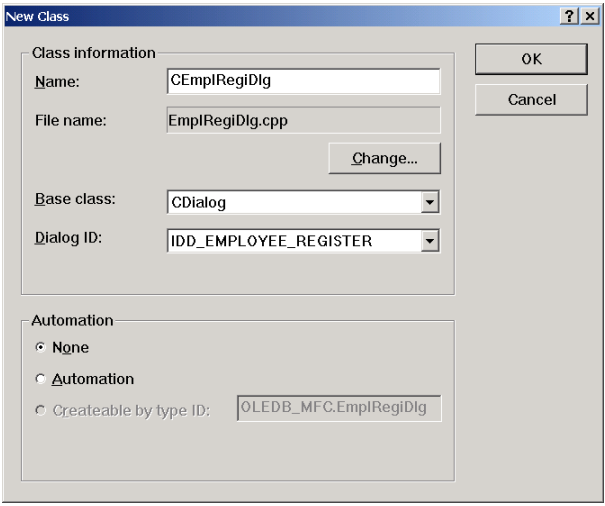 New Class
Class information
Name:
CEmplRegiDlg
OK
File name:
EmplRegiDlg.cpp
Cancel
Change...
Base class:
CDialog
Dialog ID:
IDD_EMPLOYEE_REGISTER
Automation
None
Automation
Createable by type ID:
OLEDB_MFC.EmplRegiDlg